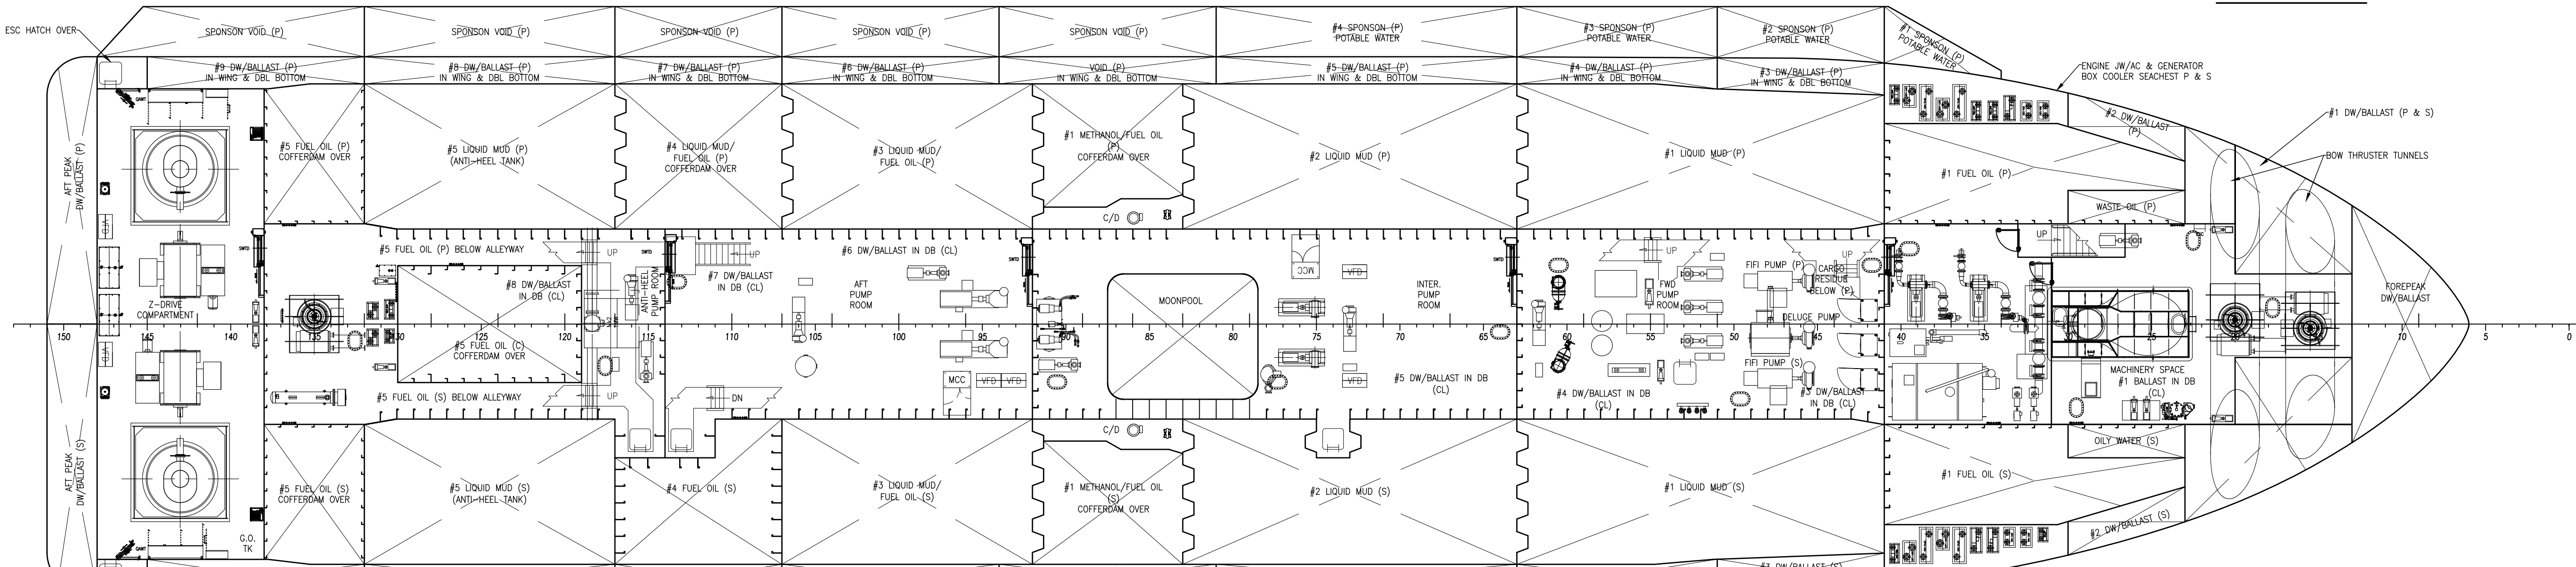 ESC HATCH OVER
SPONSON VOID (P)
SPONSON VOID (P)
SPONSON VOID (P)
SPONSON VOID (P)
SPONSON VOID (P)
#4 SPONSON (P)
POTABLE WATER
#3 SPONSON (P)
POTABLE WATER
#2 SPONSON (P)
POTABLE WATER
#1 SPONSON (P)
POTABLE WATER
#9 DW/BALLAST (P)
IN WING & DBL BOTTOM
#8 DW/BALLAST (P)
IN WING & DBL BOTTOM
#7 DW/BALLAST (P)
IN WING & DBL BOTTOM
#6 DW/BALLAST (P)
IN WING & DBL BOTTOM
VOID (P)
IN WING & DBL BOTTOM
#5 DW/BALLAST (P)
IN WING & DBL BOTTOM
#4 DW/BALLAST (P)
IN WING & DBL BOTTOM
#3 DW/BALLAST (P)
IN WING & DBL BOTTOM
ENGINE JW/AC & GENERATOR
BOX COOLER SEACHEST P & S
#2 DW/BALLAST
(P)
#1 DW/BALLAST (P & S)
BOW THRUSTER TUNNELS
AFT PEAK
DW/BALLAST (P)
#5 FUEL OIL (P)
COFFERDAM OVER
#5 LIQUID MUD (P)
(ANTI-HEEL TANK)
#4 LIQUID MUD/
FUEL OIL (P)
COFFERDAM OVER
#3 LIQUID MUD/
FUEL OIL (P)
#1 METHANOL/FUEL OIL
(P)
COFFERDAM OVER
#2 LIQUID MUD (P)
#1 LIQUID MUD (P)
#1 FUEL OIL (P)
WASTE OIL (P)
C/D
VFD
SWTD
#5 FUEL OIL (P) BELOW ALLEYWAY
UP
SWTD
UP
#6 DW/BALLAST IN DB (CL)
SWTD
MCC
VFD
SWTD
UP
UP
UP
#7 DW/BALLAST
IN DB (CL)
#8 DW/BALLAST
IN DB (CL)
ANTI-HEEL
PUMP ROOM
AFT
PUMP
ROOM
MOONPOOL
INTER.
PUMP
ROOM
FWD
PUMP
ROOM
FIFI PUMP (P)
CARGO
RESIDUE
BELOW (P)
DELUGE PUMP
FIFI PUMP (S)
FOREPEAK
DW/BALLAST
Z-DRIVE
COMPARTMENT
150
145
140
135
130
125
120
115
110
105
100
95
90
85
80
75
70
65
60
55
50
45
40
35
25
20
10
5
0
#5 FUEL OIL (C)
COFFERDAM OVER
VFD
#5 FUEL OIL (S) BELOW ALLEYWAY
UP
DN
MCC
VFD
VFD
VFD
#5 DW/BALLAST IN DB
(CL)
#4 DW/BALLAST IN DB
(CL)
#3 DW/BALLAST
IN DB (CL)
MACHINERY SPACE
#1 BALLAST IN DB
(CL)
C/D
OILY WATER (S)
AFT PEAK
DW/BALLAST (S)
#5 FUEL OIL (S)
COFFERDAM OVER
#5 LIQUID MUD (S)
(ANTI-HEEL TANK)
#4 FUEL OIL (S)
#3 LIQUID MUD/
FUEL OIL (S)
#1 METHANOL/FUEL OIL
(S)
COFFERDAM OVER
#2 LIQUID MUD (S)
#1 LIQUID MUD (S)
#1 FUEL OIL (S)
#2 DW/BALLAST (S)
G.O.
TK
#3 DW/BALLAST (S)